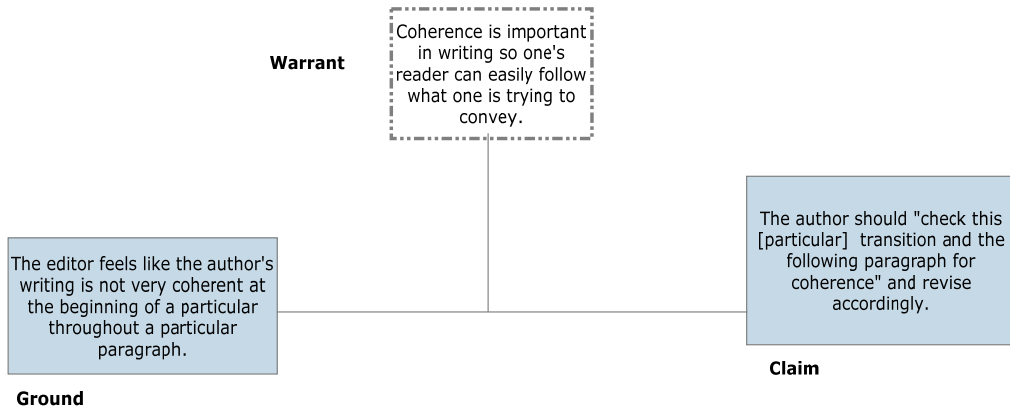 Warrant
Coherence is important
in writing so one's
reader can easily follow
what one is trying to
convey.
The editor feels like the author's
writing is not very coherent at
the beginning of a particular
throughout a particular
paragraph.
Ground
The author should "check this
[particular]  transition and the
following paragraph for
coherence" and revise
accordingly.
Claim